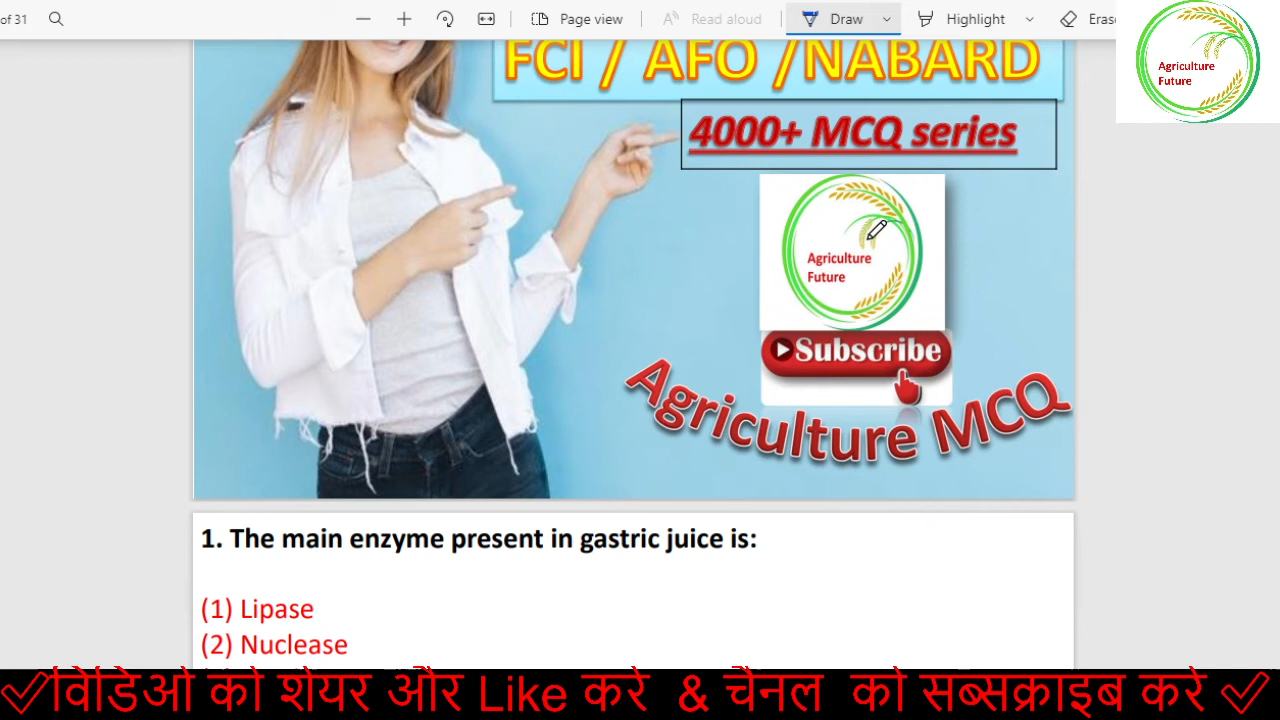 of 31
Page view
Read aloud
Draw
Highlight
Agriculture
Future
FCI / AFO /NABARD
4000+ MCQ series
Agriculture
Future
Subscribe
Agriculture MCQ
1. The main enzyme present in gastric juice is:
(1) Lipase
(2) Nuclease
विडिओ को शेयर और Like करे & चैनल को सब्सक्राइब करे